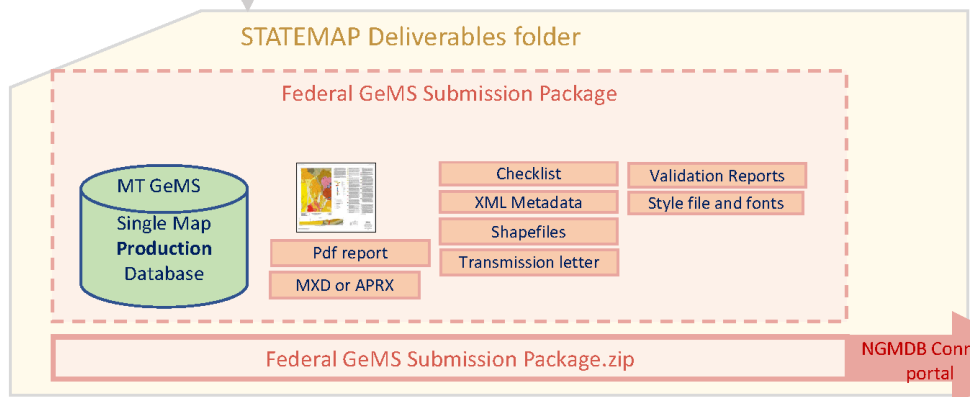 STATEMAP Deliverables folder
Federal GeMS Submission Package
MT GeMS
Single Map
Production
Database
Pdf report
MXD or APRX
Checklist
XML Metadata
Shapefiles
Transmission letter
Validation Reports
Style file and fonts
Federal GeMS Submission Package.zip
NGMDB Conn
portal